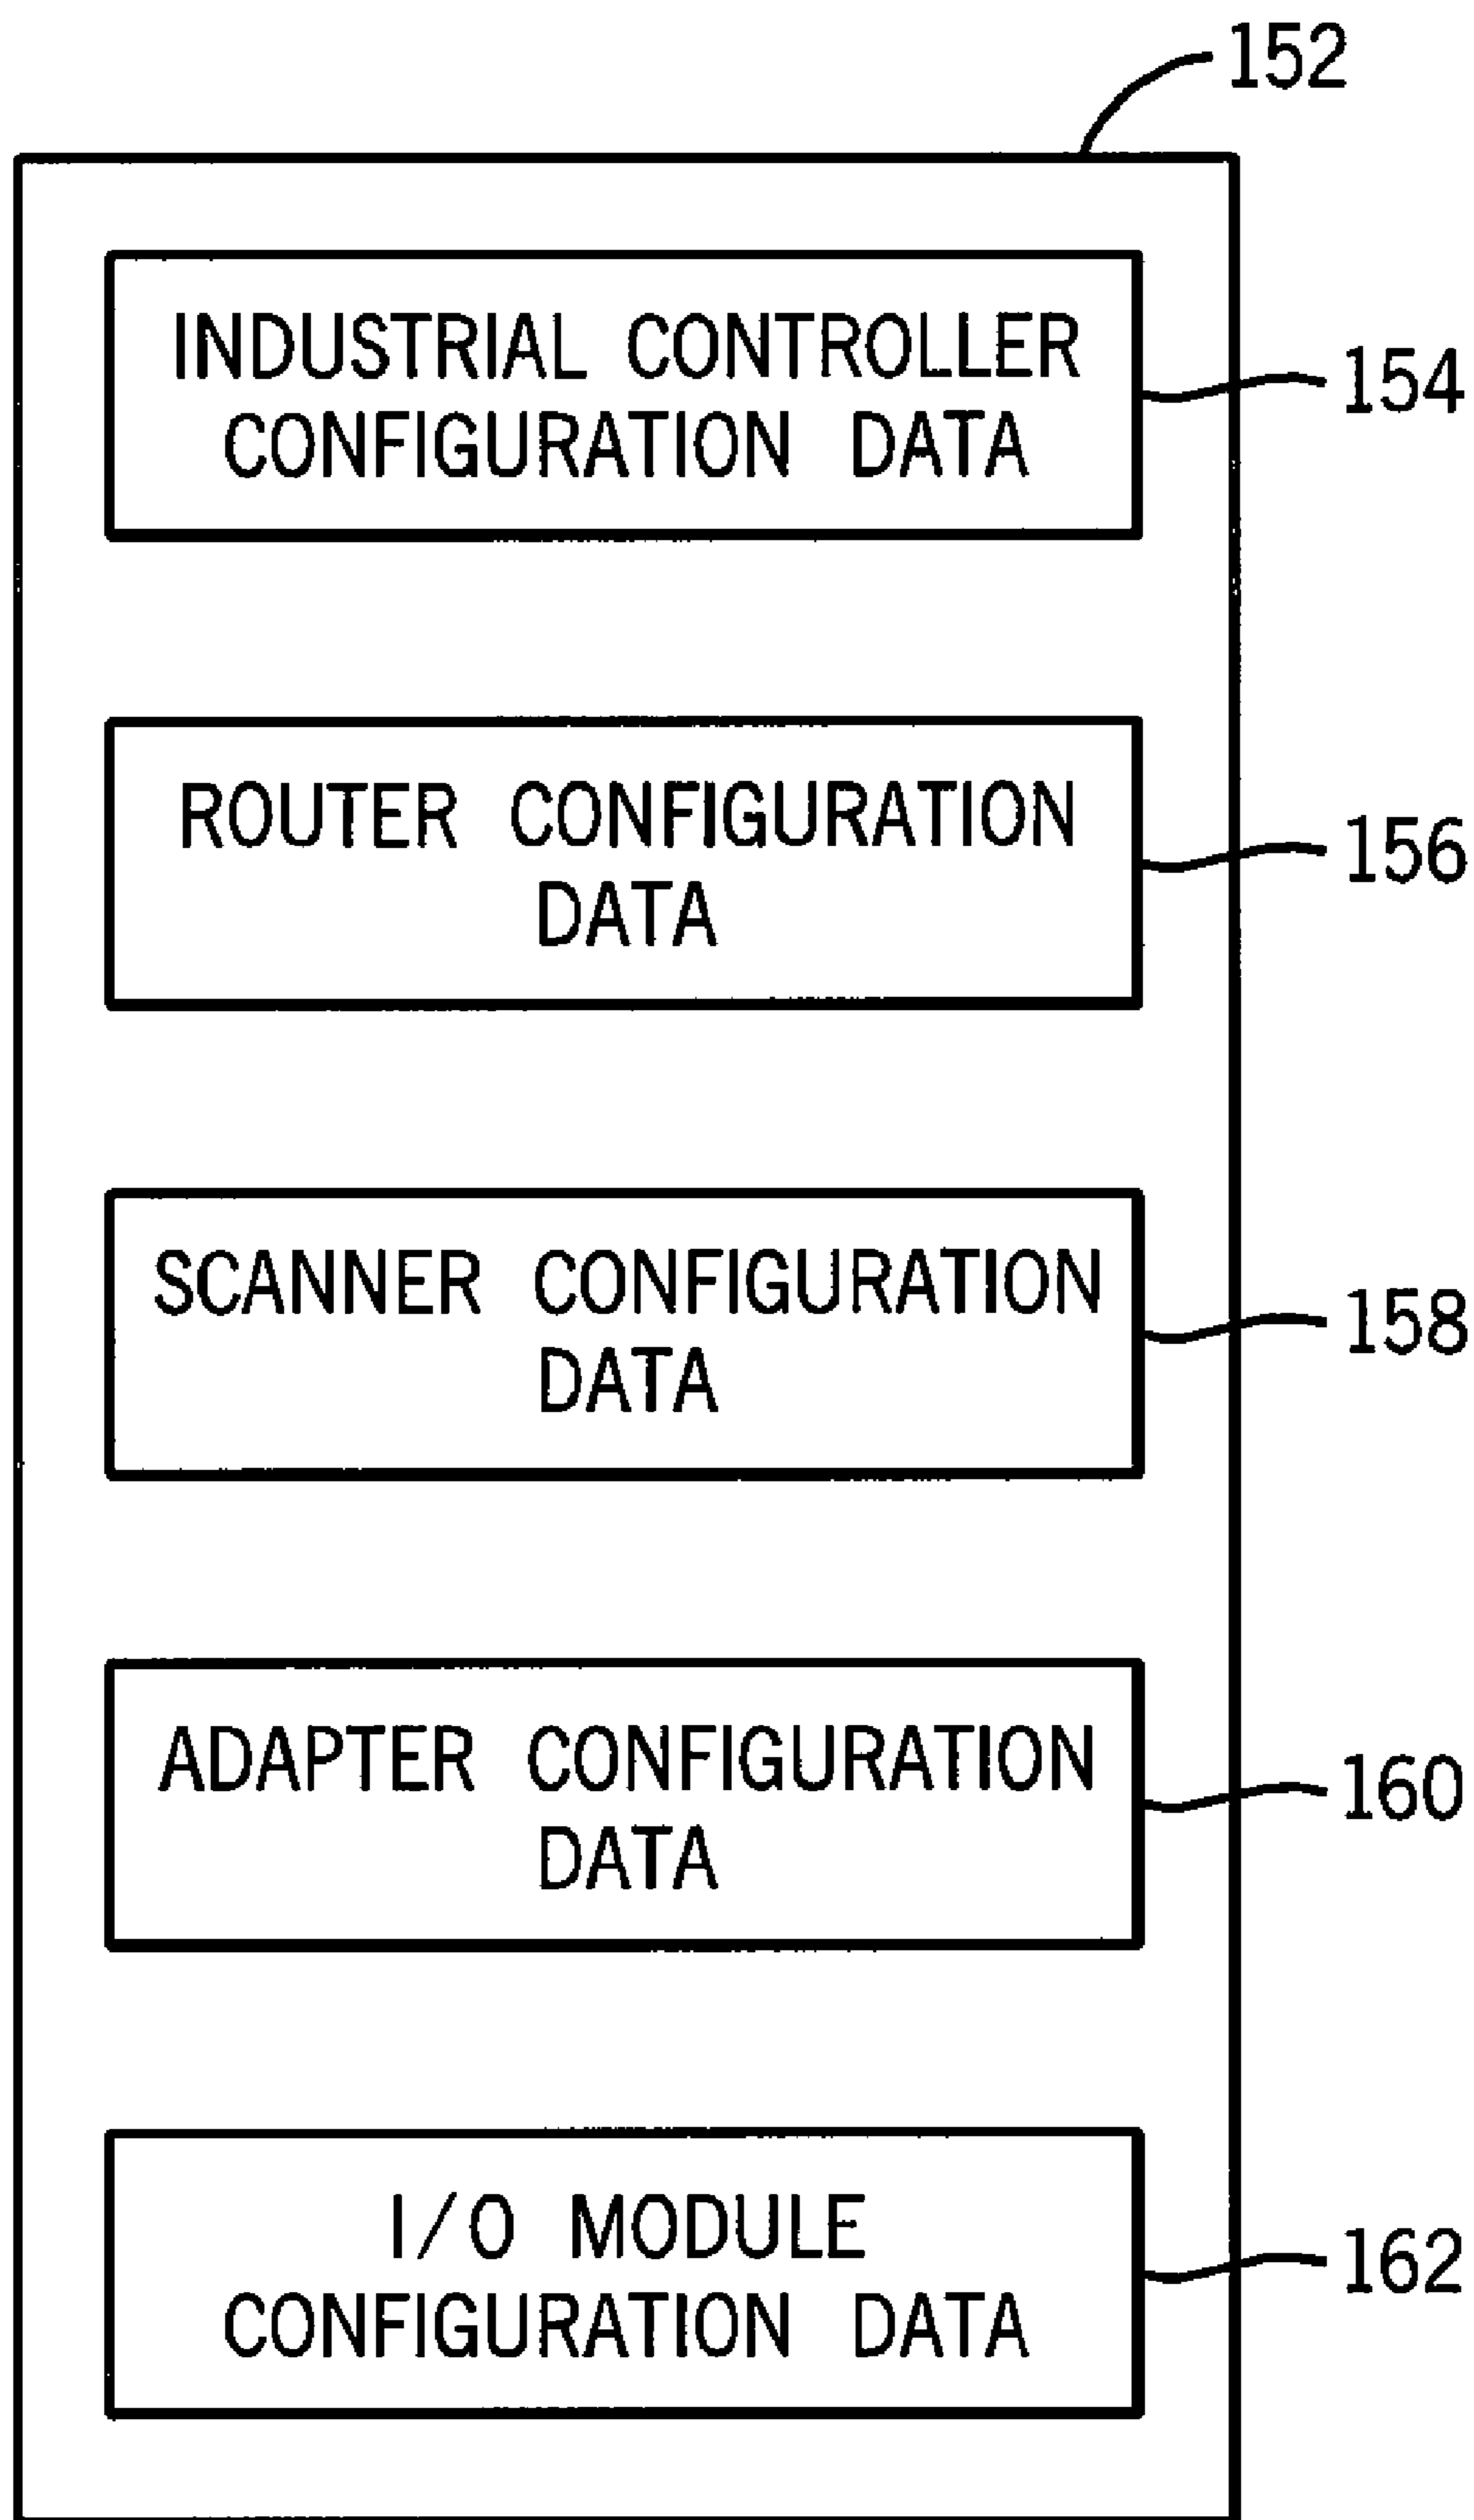 152
INDUSTRIAL CONTROLLER
CONFIGURATION DATA
154
ROUTER CONFIGURATION
DATA
156
SCANNER CONFIGURATION
DATA
158
ADAPTER CONFIGURATION
DATA
160
I/O MODULE
CONFIGURATION DATA
162